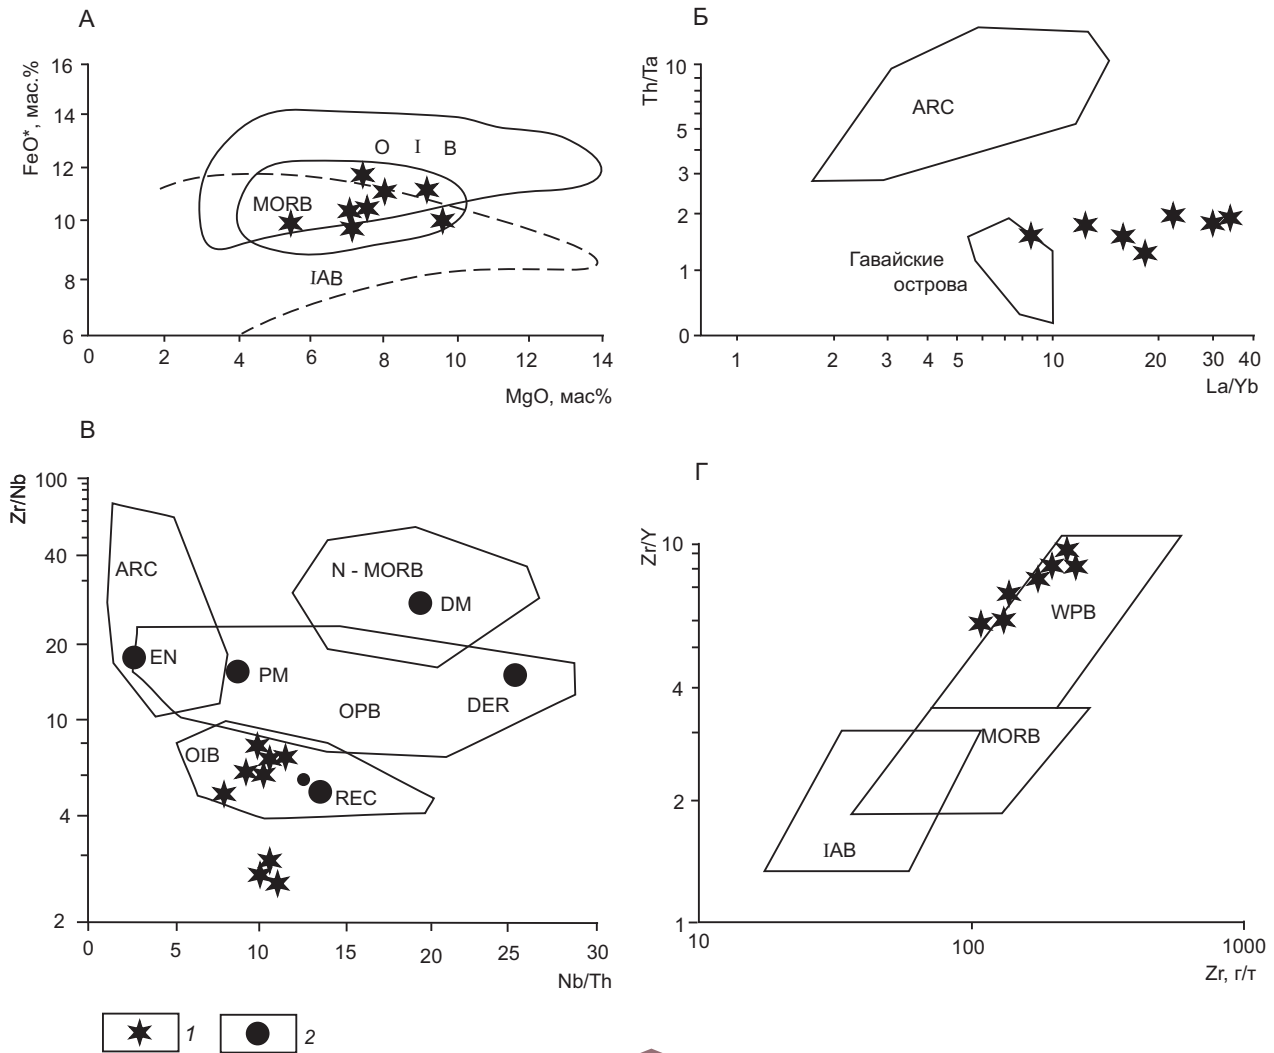 А
FeO*, мас.%
16
14
12
10
8
6
O I B
MORB
IAB
0 2 4 6 8 10 12 14
MgO, мас%
Б
Th/Ta
10
5
3
2
1
0
ARC
Гавайские
острова
1 2 3 4 5 10 20 30 40
La/Yb
В
Zr/Nb
100
40
20
10
4
2
ARC
N - MORB
DM
EN
PM
DER
OPB
OIB
REC
0 5 10 15 20 25 30
Nb/Th
Г
Zr/Y
10
4
2
1
WPB
MORB
IAB
10 100 1000
Zr, г/т
1 2